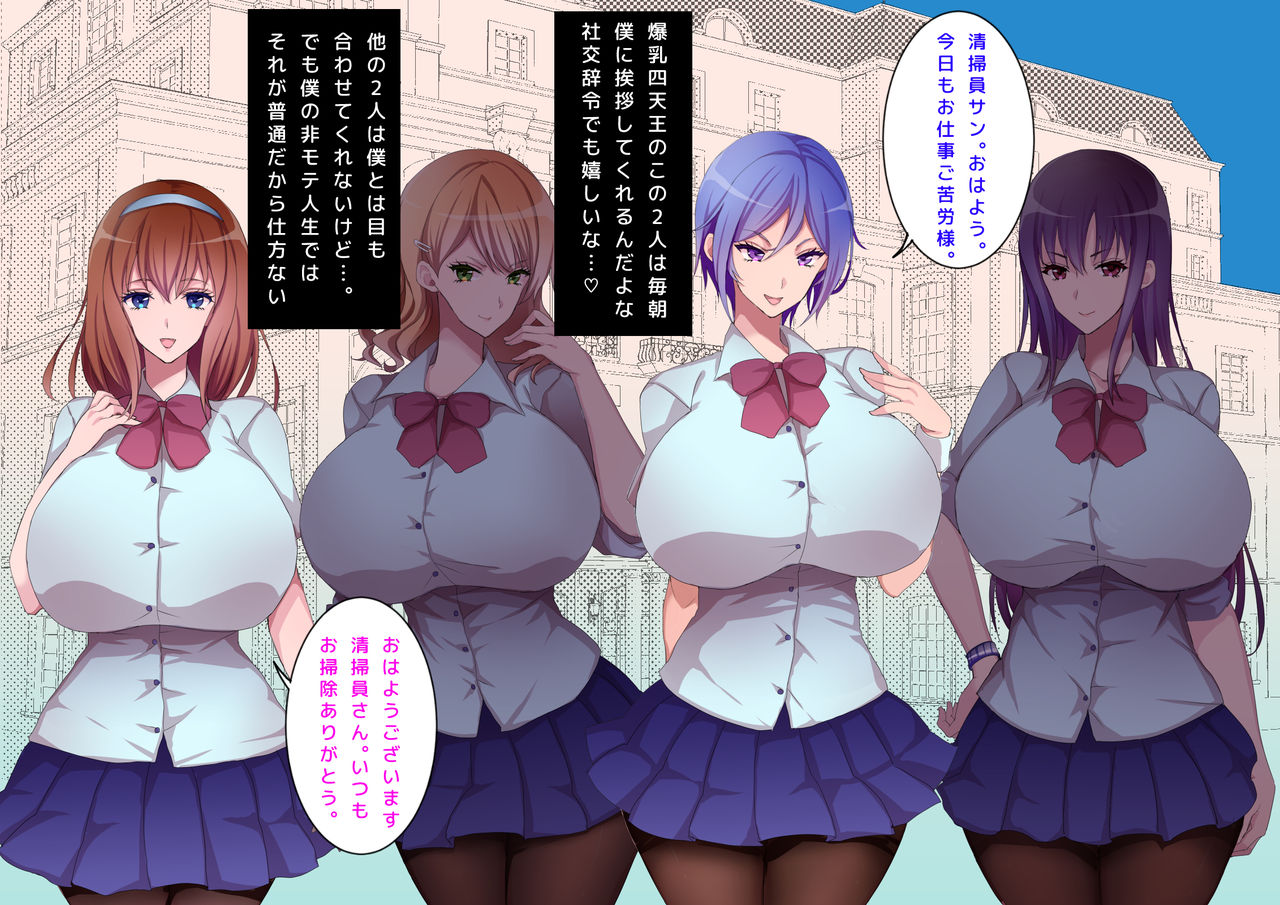 清掃員サン。おはよう。
今日もお仕事ご苦労様。
爆乳四天王のこの2人は毎朝
僕に挨拶してくれるんだよな
社交辞令でも嬉しいな…♡
他の2人は僕とは目も
合わせてくれないけど…。
でも僕の非モテ人生では
それが普通だから仕方ない
おはようございます
清掃員さん。いつも
お掃除ありがとう。